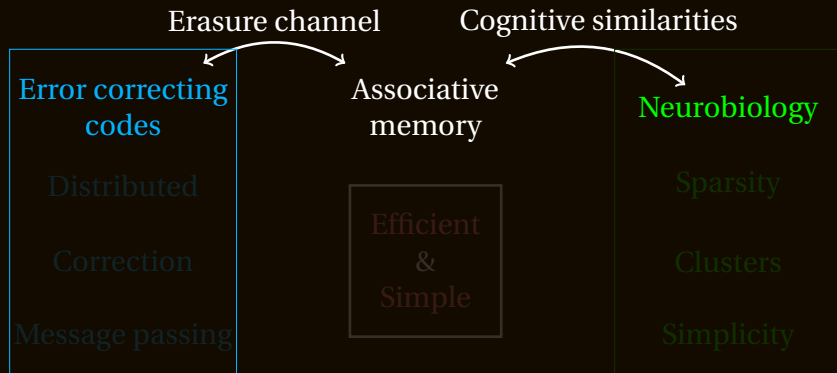 Erasure channel
Cognitive similarities
Error correcting
codes
Associative
memory
Neurobiology
Distributed
Sparsity
Efficient
&
Simple
Correction
Clusters
Message passing
Simplicity